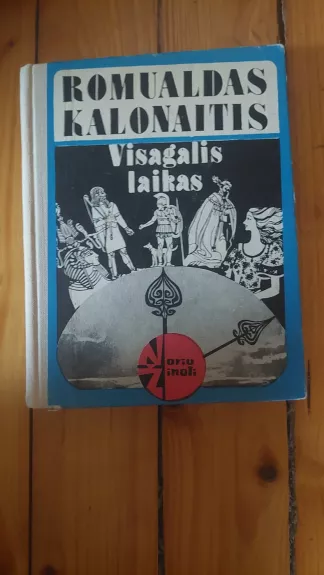 ROMUALDAS
KALONAITIS
Visagalis
laikas
Noriu
Žinoti